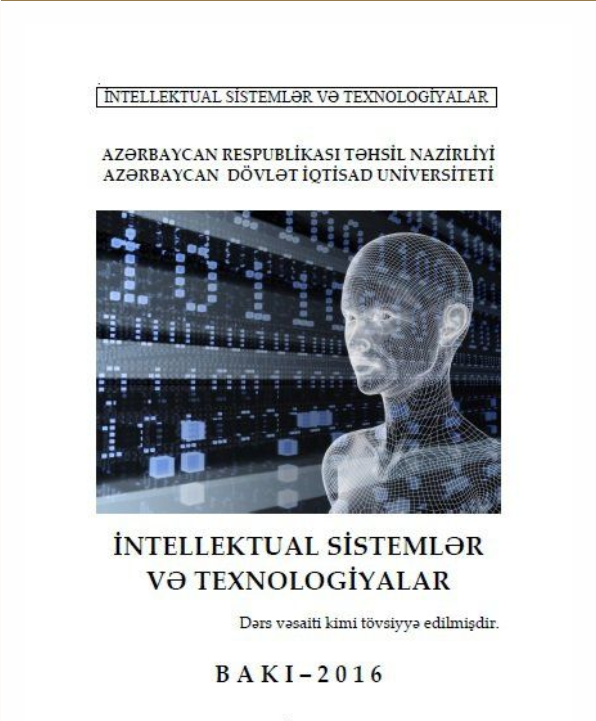 İNTELLEKTUAL SİSTEMLƏR VƏ TEXNOLOGİYALAR
AZƏRBAYCAN RESPUBLİKASI TƏHSİL NAZİRLİYİ
AZƏRBAYCAN DÖVLƏT İQTİSAD UNİVERSİTETİ
İNTELLEKTUAL SİSTEMLƏR
VƏ TEXNOLOGİYALAR
Dərs vəsaiti kimi tövsiyyə edilmişdir.
BAKI–2016